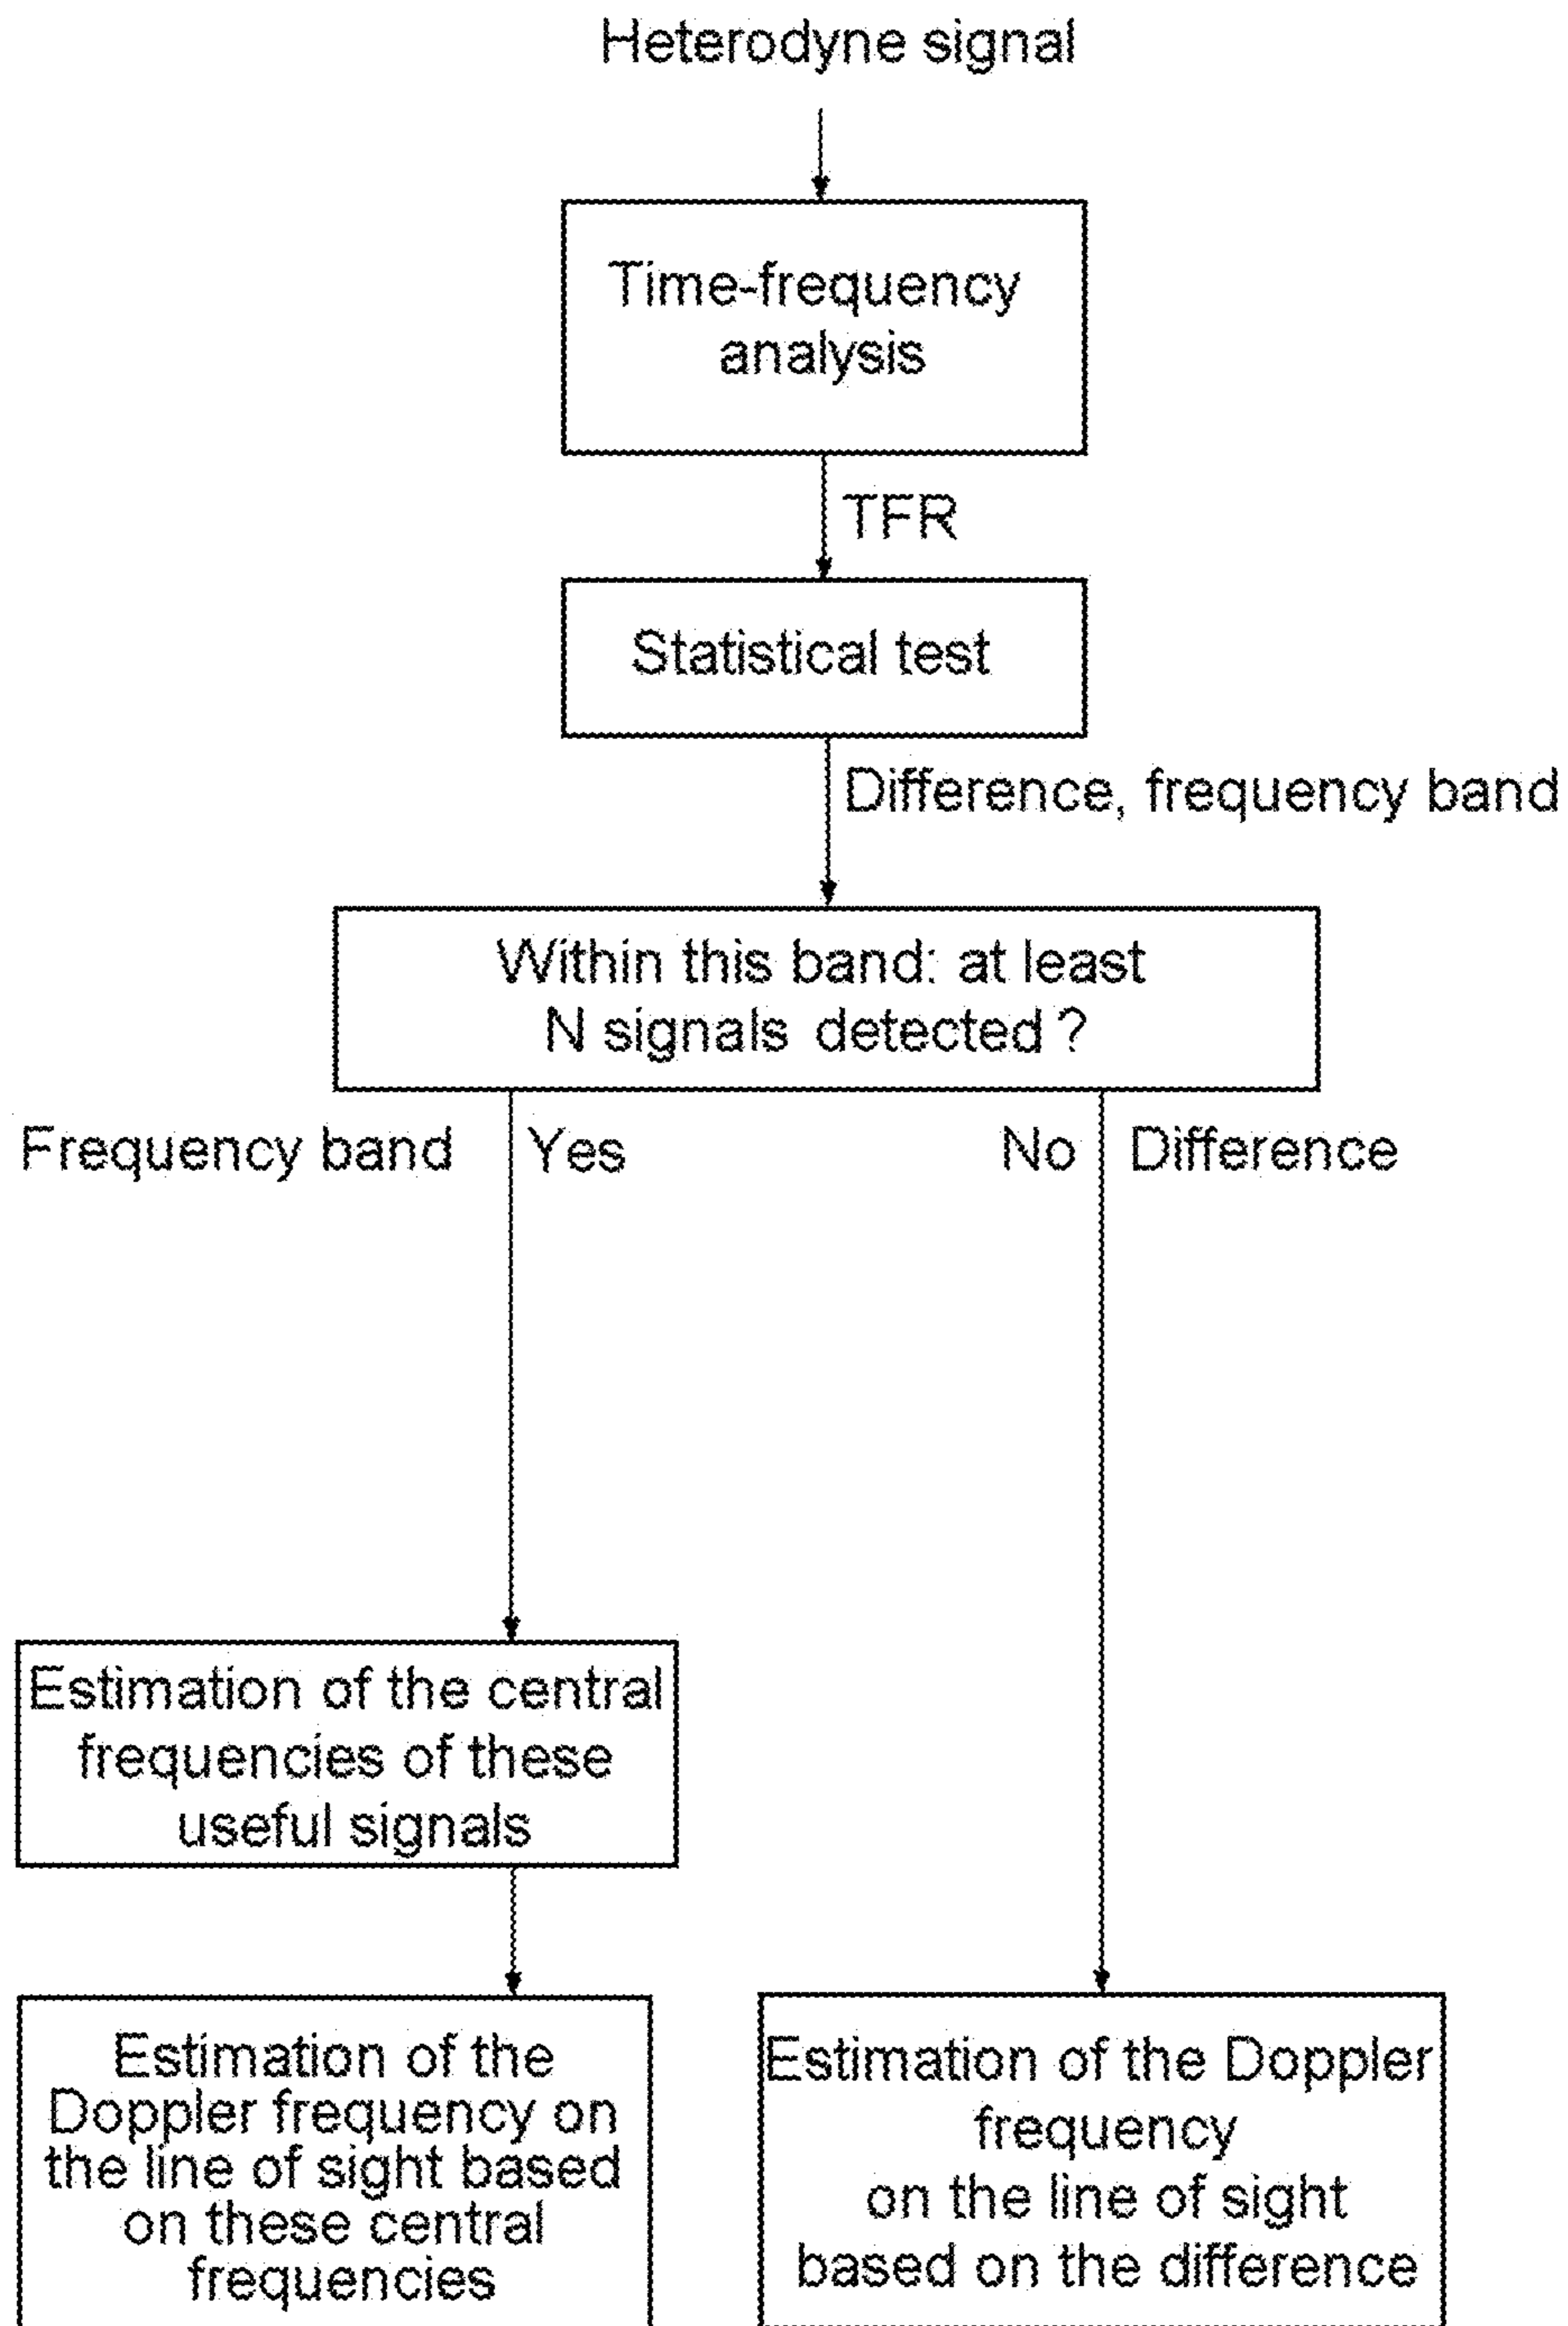 Heterodyne signal
Time-frequency
analysis
TFR
Statistical test
Difference, frequency band
Within this band: at least
N signals detected ?
Frequency band
Yes
No
Difference
Estimation of the central
frequencies of these
useful signals
Estimation of the
Doppler frequency on
the line of sight based
on these central
frequencies
Estimation of the Doppler
frequency
on the line of sight
based on the difference